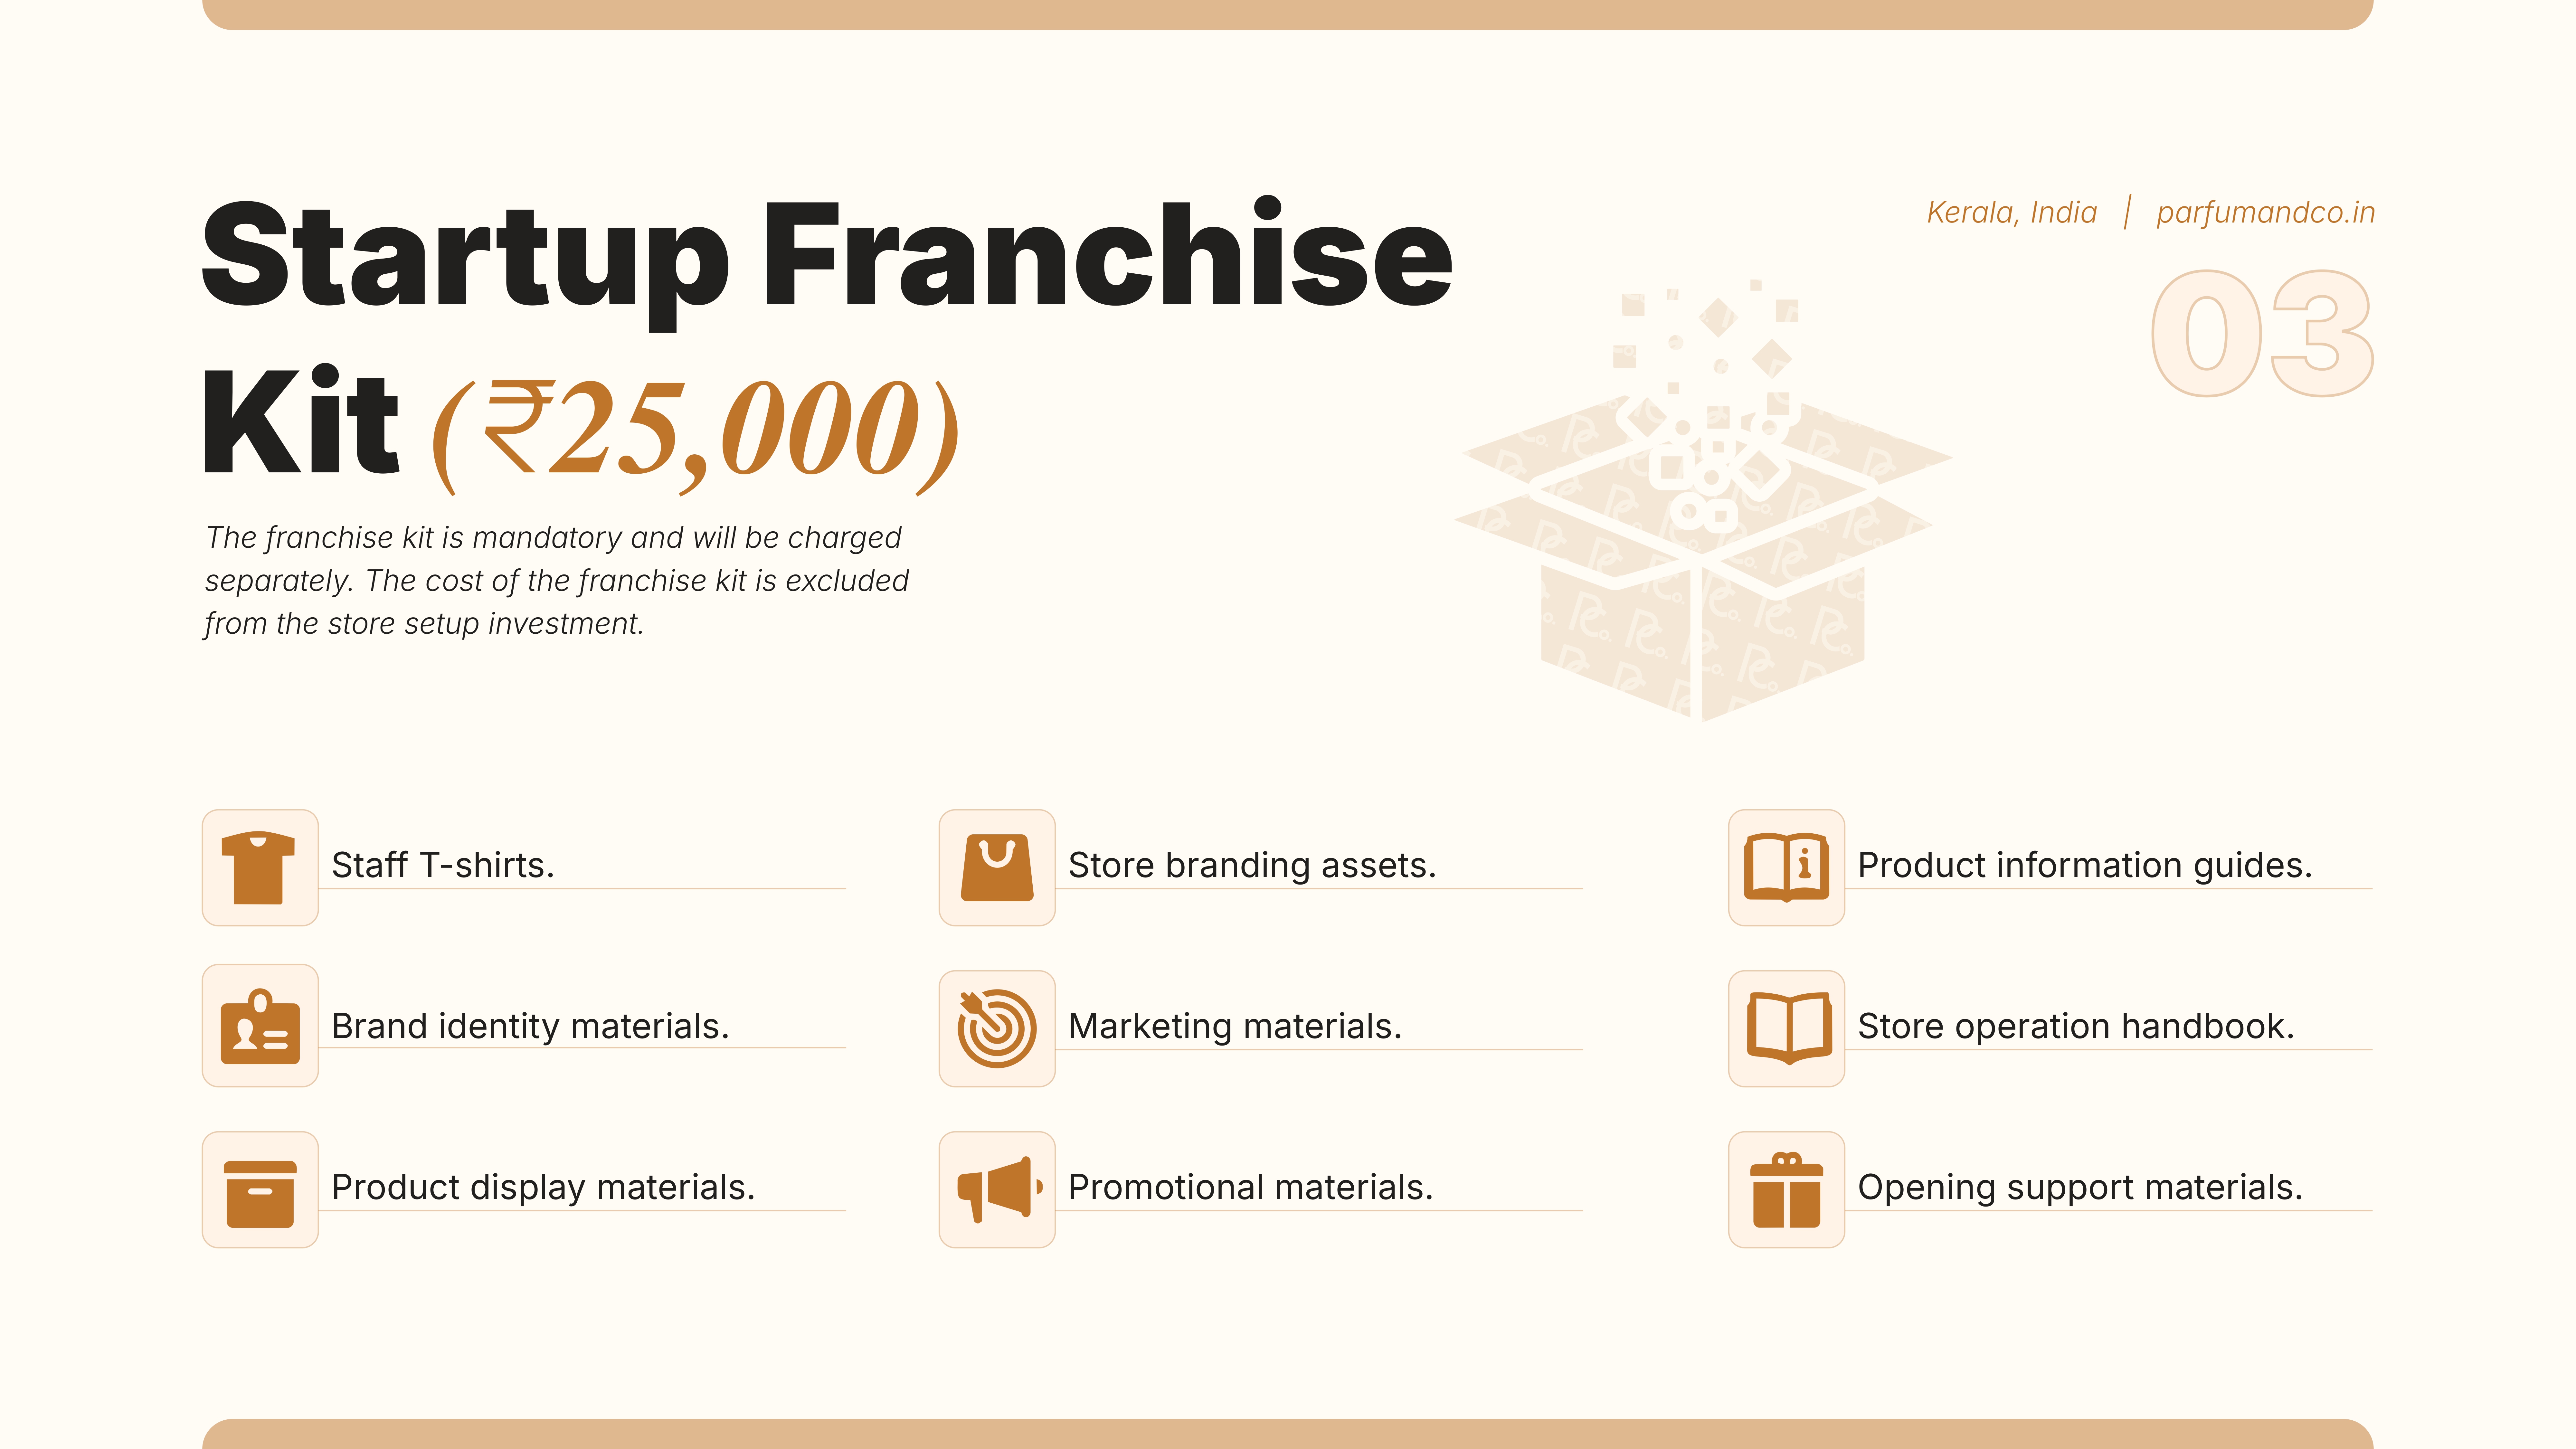 Startup Franchise
Kit (₹25,000)
Kerala, India | parfumandco.in
03
The franchise kit is mandatory and will be charged
separately. The cost of the franchise kit is excluded
from the store setup investment.
Staff T-shirts.
Store branding assets.
Product information guides.
Brand identity materials.
Marketing materials.
Store operation handbook.
Product display materials.
Promotional materials.
Opening support materials.